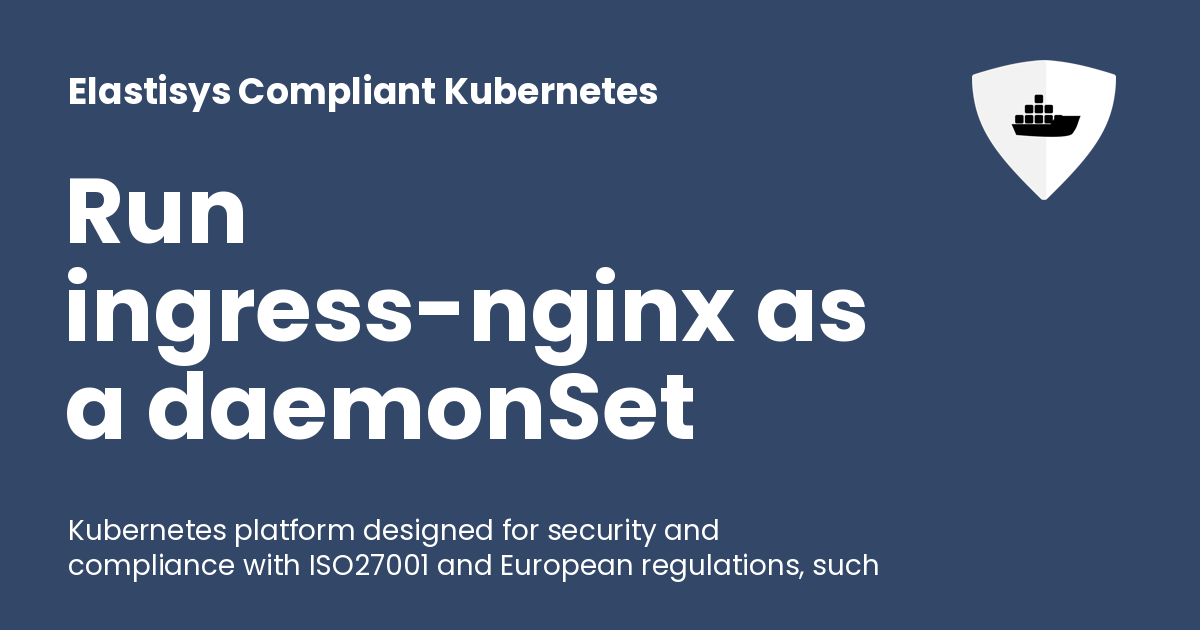 Elastisys Compliant Kubernetes
Run
ingress-nginx as
a daemonSet
Kubernetes platform designed for security and
compliance with ISO27001 and European regulations, such